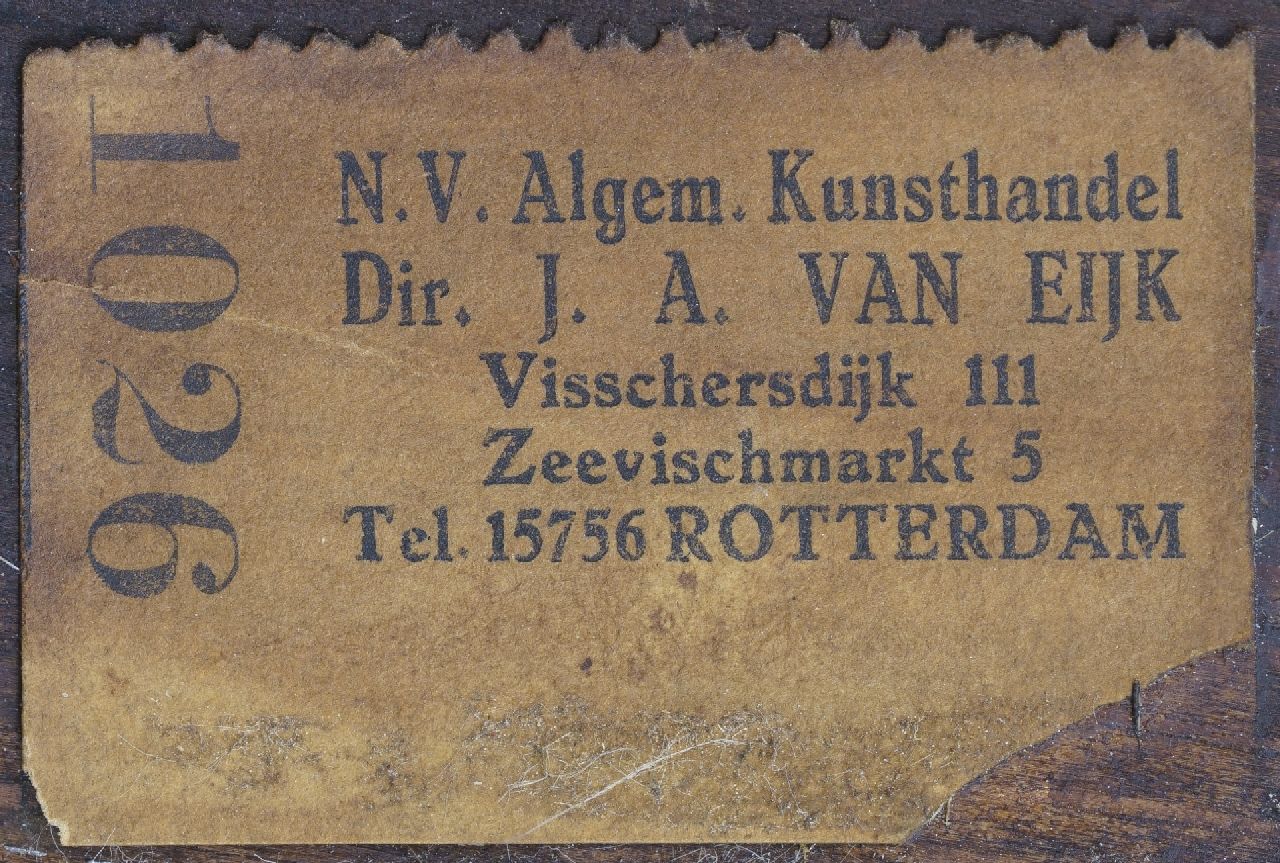 1026
N.V. Algem. Kunsthandel
Dir. J. A. VAN EIJK
Visschersdijk 111
Zeevischmarkt 5
Tel. 15756 ROTTERDAM